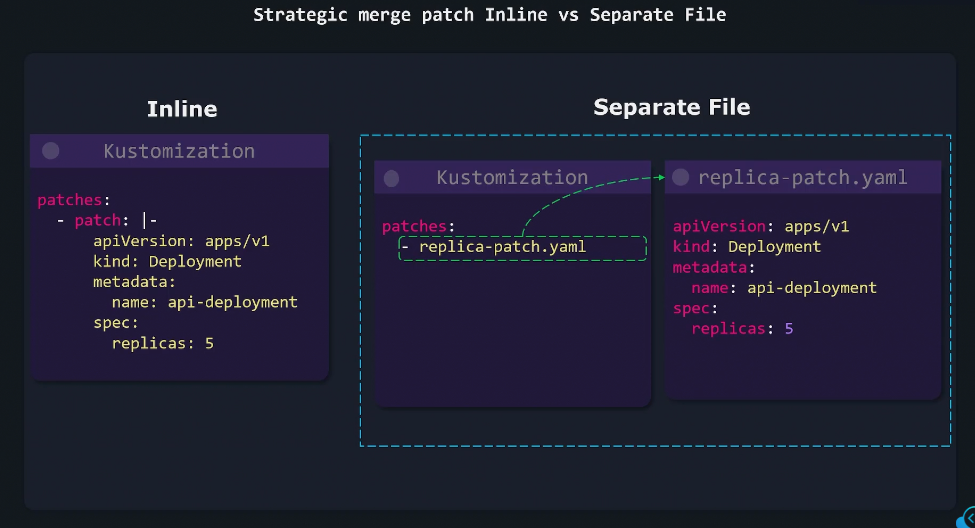 Strategic merge patch Inline vs Separate File
Inline
Kustomization
patches:
  - patch: |-
      apiVersion: apps/v1
      kind: Deployment
      metadata:
        name: api-deployment
      spec:
        replicas: 5
Separate File
Kustomization
patches:
  - replica-patch.yaml
replica-patch.yaml
apiVersion: apps/v1
kind: Deployment
metadata:
  name: api-deployment
spec:
  replicas: 5